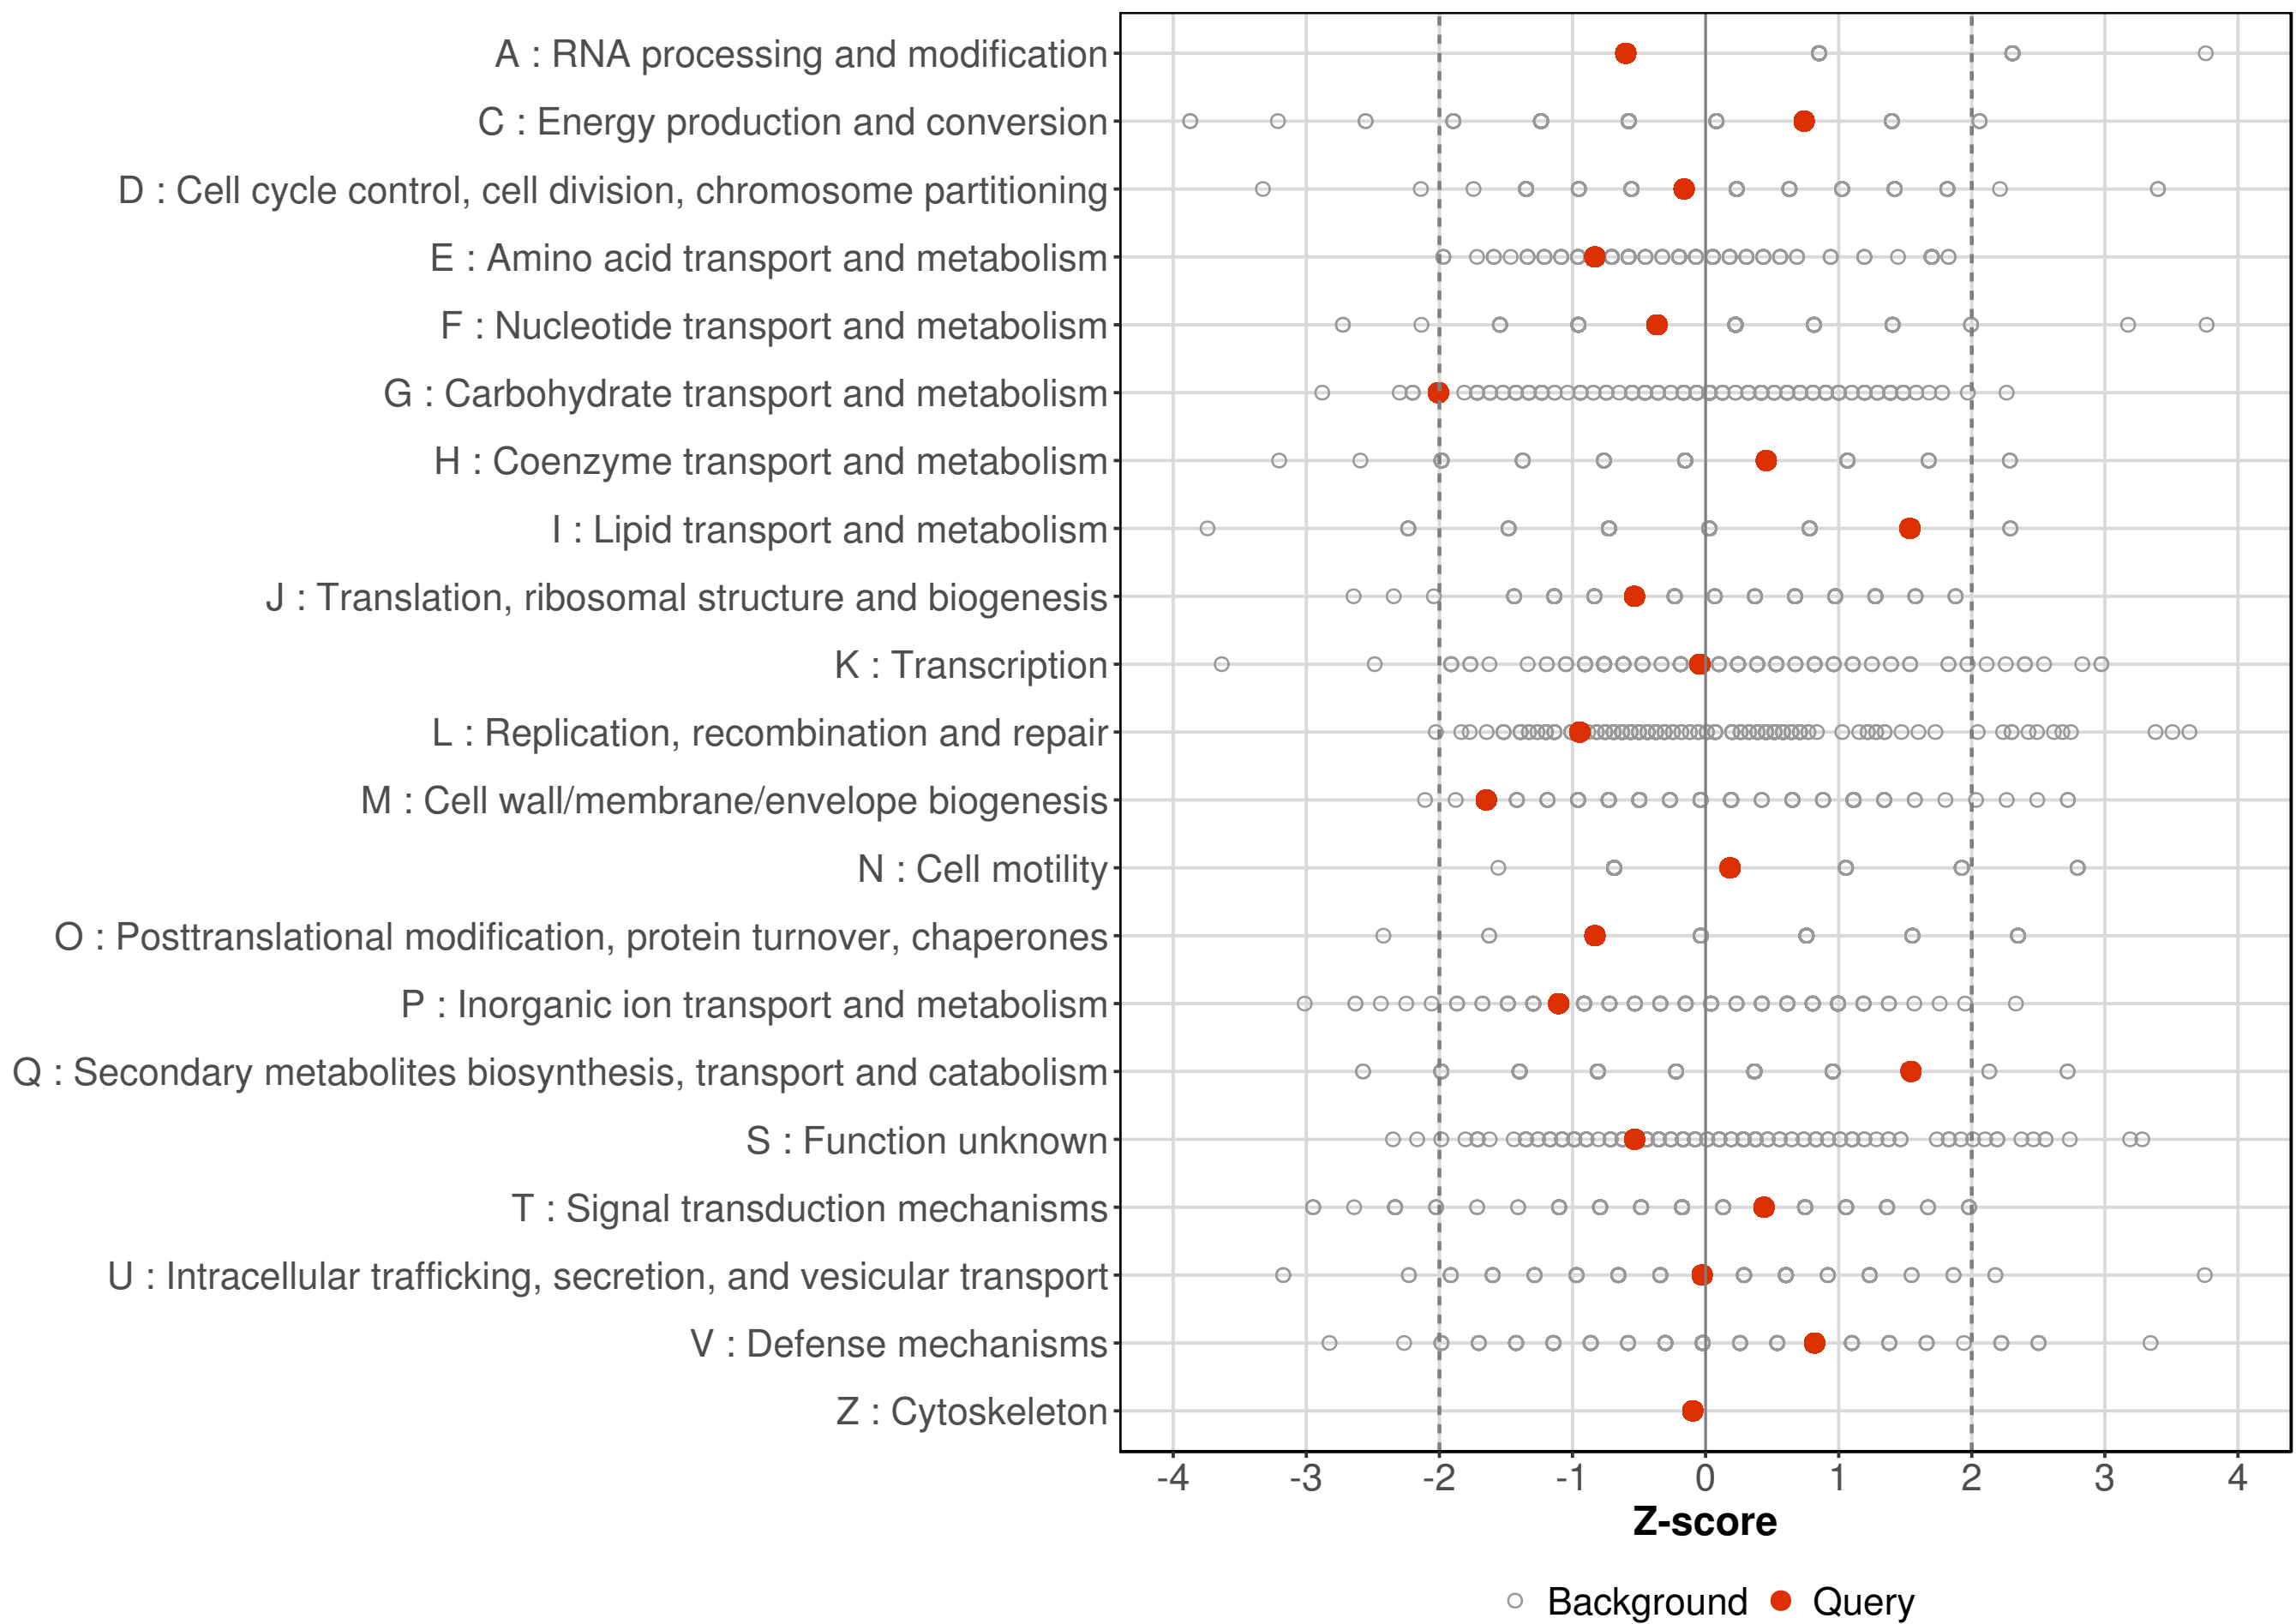 A : RNA processing and modification
C : Energy production and conversion
D : Cell cycle control, cell division, chromosome partitioning
E : Amino acid transport and metabolism
F : Nucleotide transport and metabolism
G : Carbohydrate transport and metabolism
H : Coenzyme transport and metabolism
I : Lipid transport and metabolism
J : Translation, ribosomal structure and biogenesis
K : Transcription
L : Replication, recombination and repair
M : Cell wall/membrane/envelope biogenesis
N : Cell motility
O : Posttranslational modification, protein turnover, chaperones
P : Inorganic ion transport and metabolism
Q : Secondary metabolites biosynthesis, transport and catabolism
S : Function unknown
T : Signal transduction mechanisms
U : Intracellular trafficking, secretion, and vesicular transport
V : Defense mechanisms
Z : Cytoskeleton
-4 -3 -2 -1 0 1 2 3 4
Z-score
Background Query